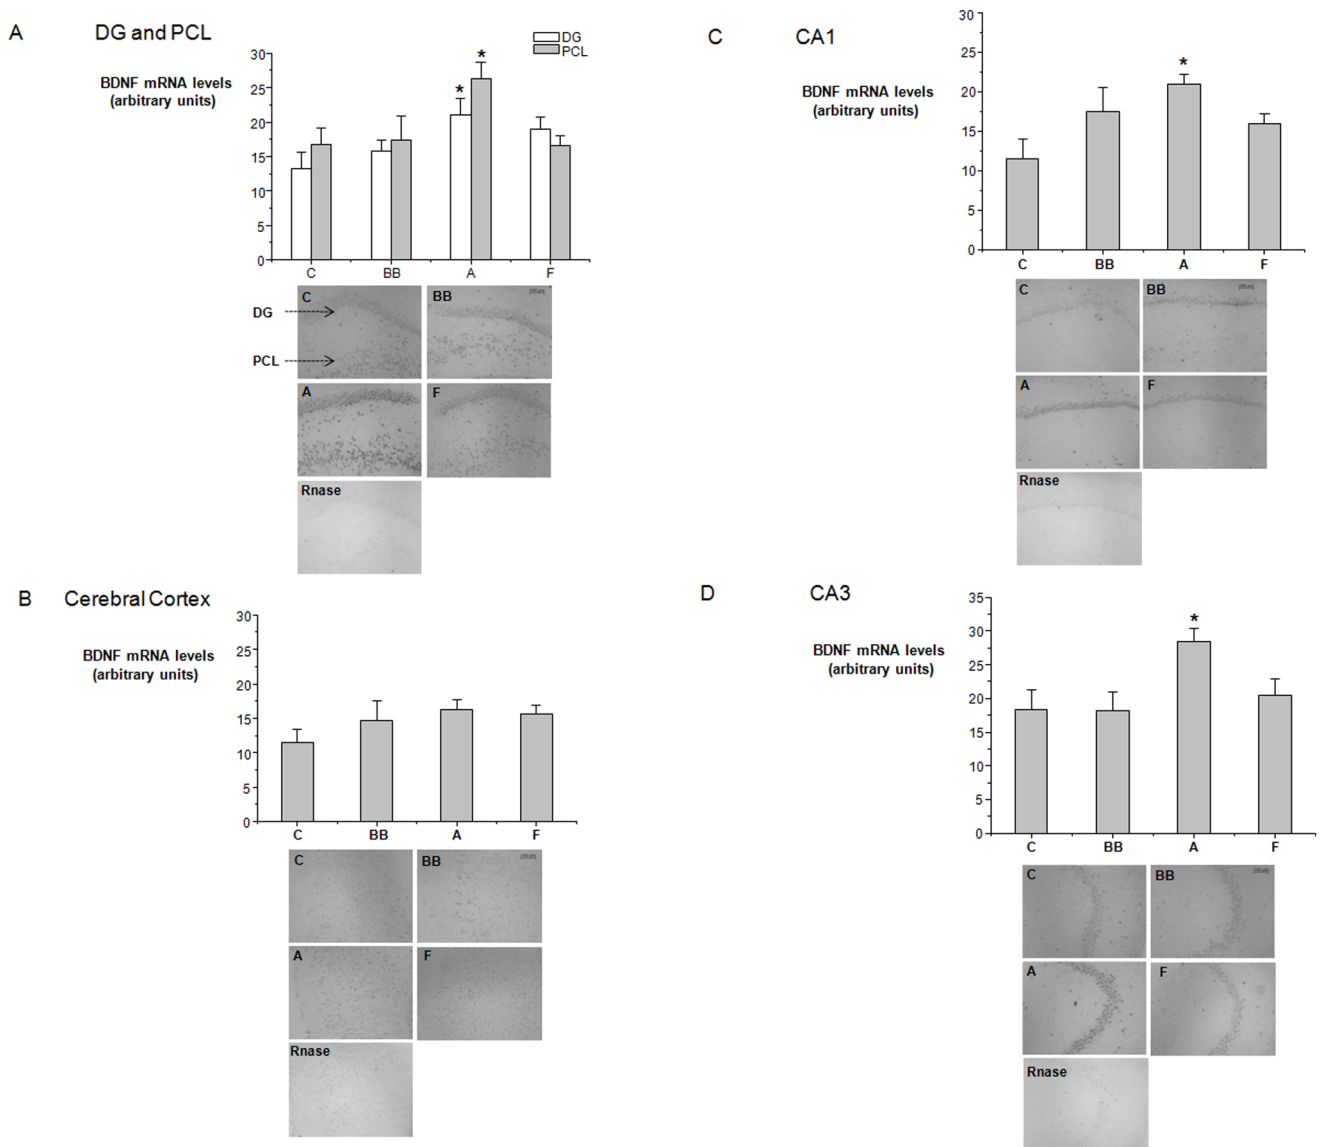 A DG and PCL
DG
PCL
BDNF mRNA levels
(arbitrary units)
30
25
20
15
10
5
0
* *
C BB A F
C BB
DG
PCL
A F
Rnase
B Cerebral Cortex
BDNF mRNA levels
(arbitrary units)
30
25
20
15
10
5
0
C BB A F
C BB
A F
Rnase
C CA1
BDNF mRNA levels
(arbitrary units)
30
25
20
15
10
5
0
*
C BB A F
C BB
A F
Rnase
D CA3
BDNF mRNA levels
(arbitrary units)
35
30
25
20
15
10
5
0
*
C BB A F
C BB
A F
Rnase